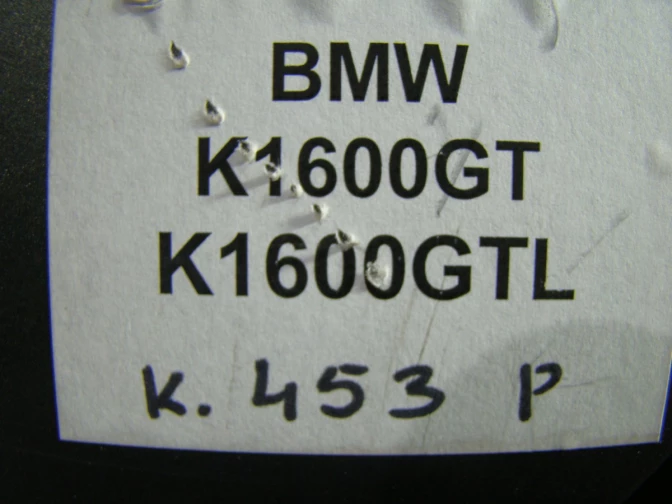 BMW
K1600GT
K1600GTL
K. 453 P